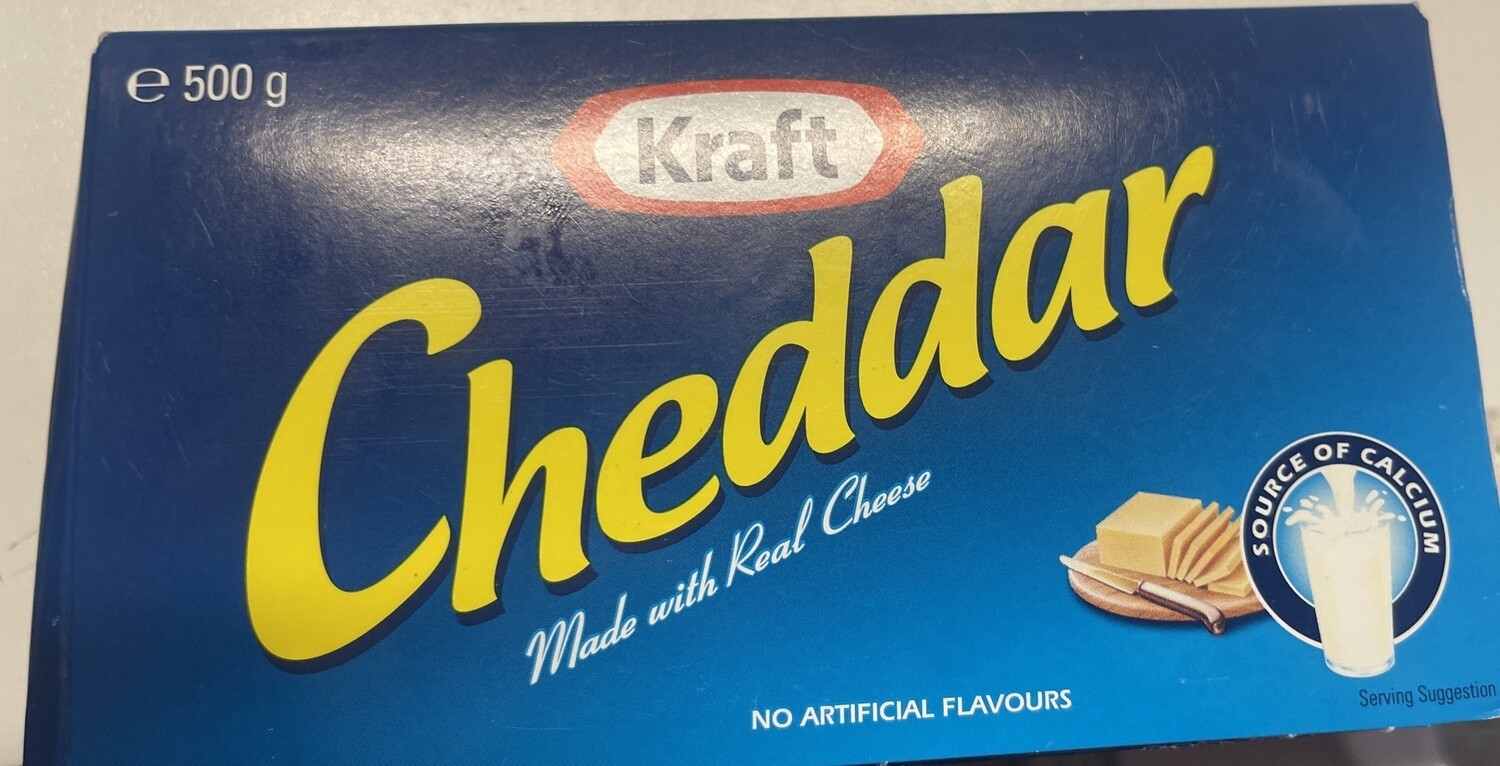 ℮ 500 g
Kraft
Cheddar
Made with Real Cheese
SOURCE OF CALCIUM
NO ARTIFICIAL FLAVOURS
Serving Suggestion